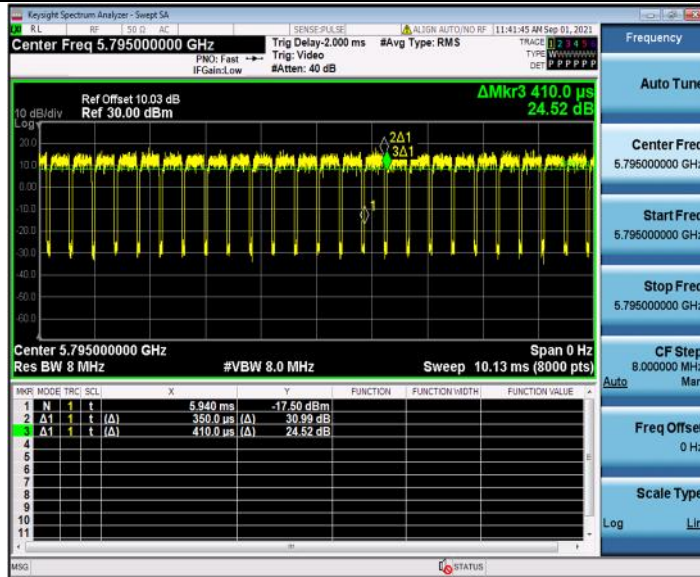 Keysight Spectrum Analyzer - Swept SA
RL RF 50 Ω AC SENSE:PULSE ALIGN AUTO/NO RF 11:41:45 AM Sep 01, 2021
Center Freq 5.795000000 GHz
PNO: Fast
IFGain:Low
Trig Delay-2.000 ms
Trig: Video
#Atten: 40 dB
#Avg Type: RMS
TRACE 1 2 3 4 5 6
TYPE
DET P P P P P P
Frequency
ΔMkr3 410.0 µs
24.52 dB
Ref Offset 10.03 dB
10 dB/div Ref 30.00 dBm
Log
20.0
10.0
0.00
-10.0
-20.0
-30.0
-40.0
-50.0
-60.0
2Δ1
3Δ1
1
Center 5.795000000 GHz Span 0 Hz
Res BW 8 MHz #VBW 8.0 MHz Sweep 10.13 ms (8000 pts)
MKR MODE TRC SCL X Y FUNCTION FUNCTION WIDTH FUNCTION VALUE
1 N 1 t 5.940 ms -17.50 dBm
2 Δ1 1 t (Δ) 350.0 µs (Δ) 30.99 dB
3 Δ1 1 t (Δ) 410.0 µs (Δ) 24.52 dB
4
5
6
7
8
9
10
11
MSG STATUS
Auto Tune
Center Freq
5.795000000 GHz
Start Freq
5.795000000 GHz
Stop Freq
5.795000000 GHz
CF Step
8.000000 MHz
Auto Man
Freq Offset
0 Hz
Scale Type
Log Lin